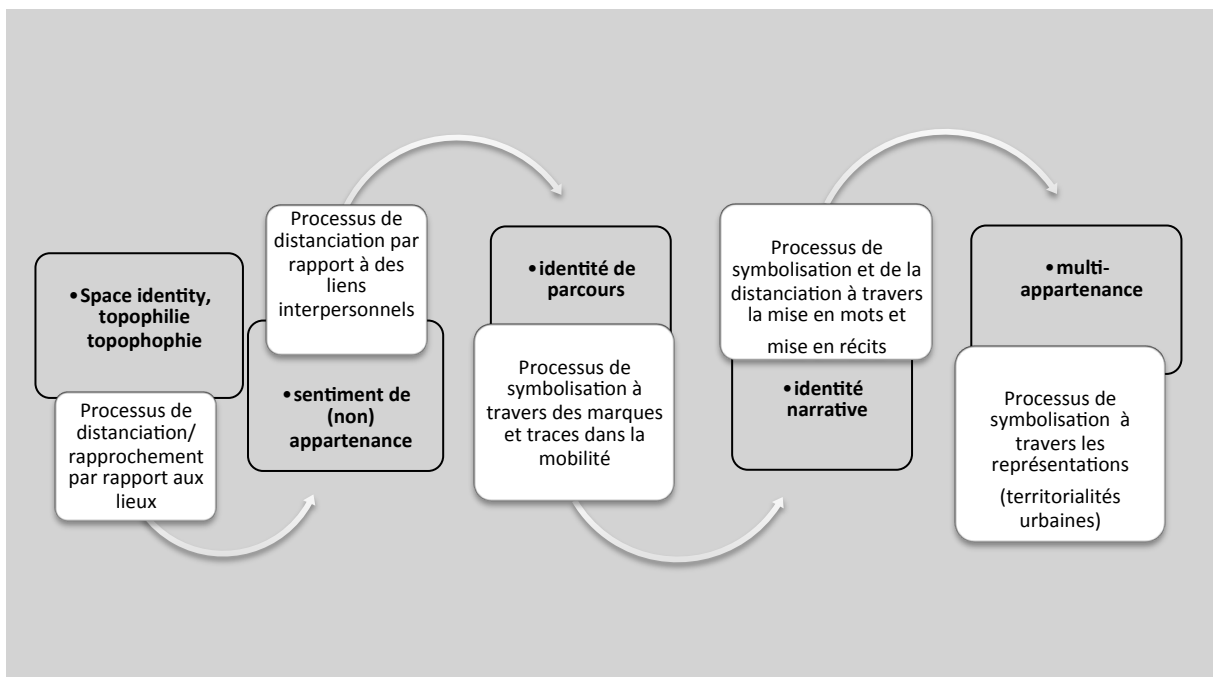 •Space identity,
topophilie
topophophie
Processus de
distanciation/
rapprochement
par rapport aux
lieux
Processus de
distanciation par
rapport à des
liens
interpersonnels
•sentiment de
(non)
appartenance
•identité de
parcours
Processus de
symbolisation à
travers des marques
et traces dans la
mobilité
Processus de
symbolisation et de la
distanciation à travers
la mise en mots et
mise en récits
•identité
narrative
•multi-
appartenance
Processus de
symbolisation à
travers les
représentations
(territorialités
urbaines)